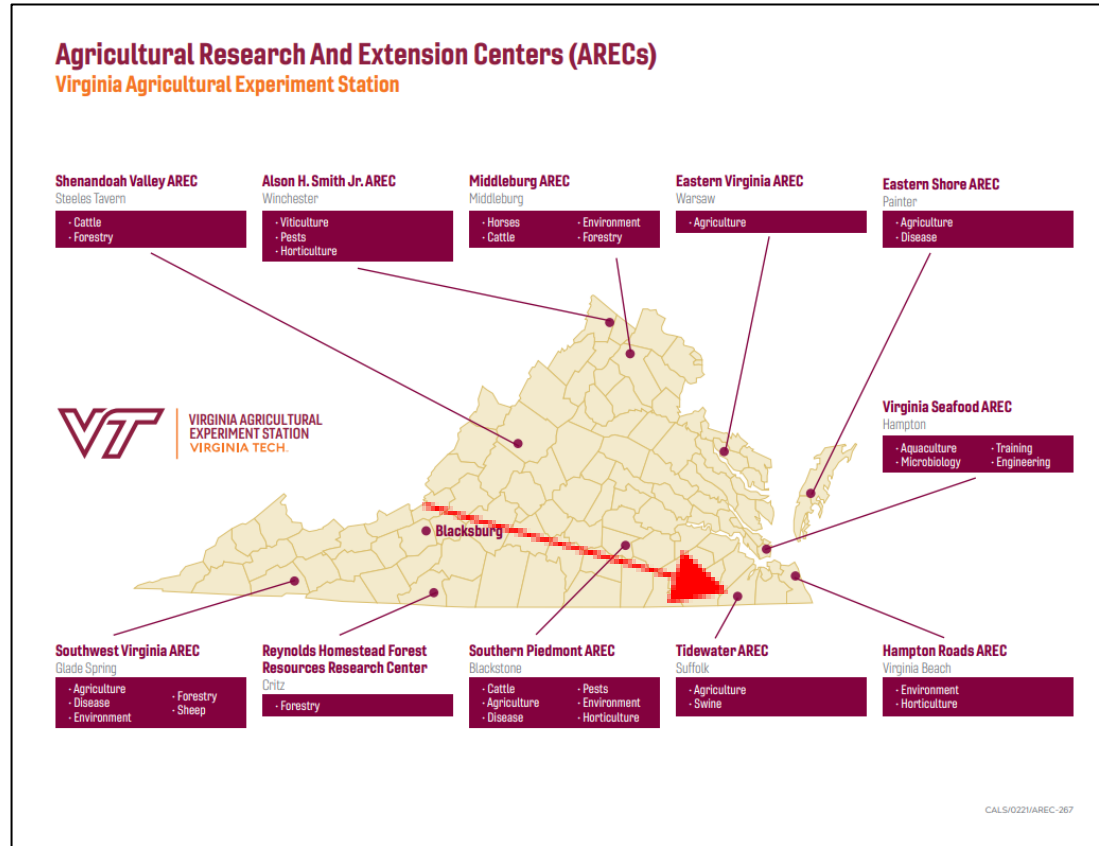 Agricultural Research And Extension Centers (ARECs)
Virginia Agricultural Experiment Station
Shenandoah Valley AREC
Steeles Tavern
· Cattle
· Forestry
Alson H. Smith Jr. AREC
Winchester
· Viticulture
· Pests
· Horticulture
Middleburg AREC
Middleburg
· Horses
· Cattle
· Environment
· Forestry
Eastern Virginia AREC
Warsaw
· Agriculture
Eastern Shore AREC
Painter
· Agriculture
· Disease
VT
VIRGINIA AGRICULTURAL
EXPERIMENT STATION
VIRGINIA TECH.
Virginia Seafood AREC
Hampton
· Aquaculture
· Microbiology
· Training
· Engineering
Blacksburg
Southwest Virginia AREC
Glade Spring
· Agriculture
· Disease
· Environment
· Forestry
· Sheep
Reynolds Homestead Forest
Resources Research Center
Critz
· Forestry
Southern Piedmont AREC
Blackstone
· Cattle
· Agriculture
· Disease
· Pests
· Environment
· Horticulture
Tidewater AREC
Suffolk
· Agriculture
· Swine
Hampton Roads AREC
Virginia Beach
· Environment
· Horticulture
CALS/0221/AREC-267